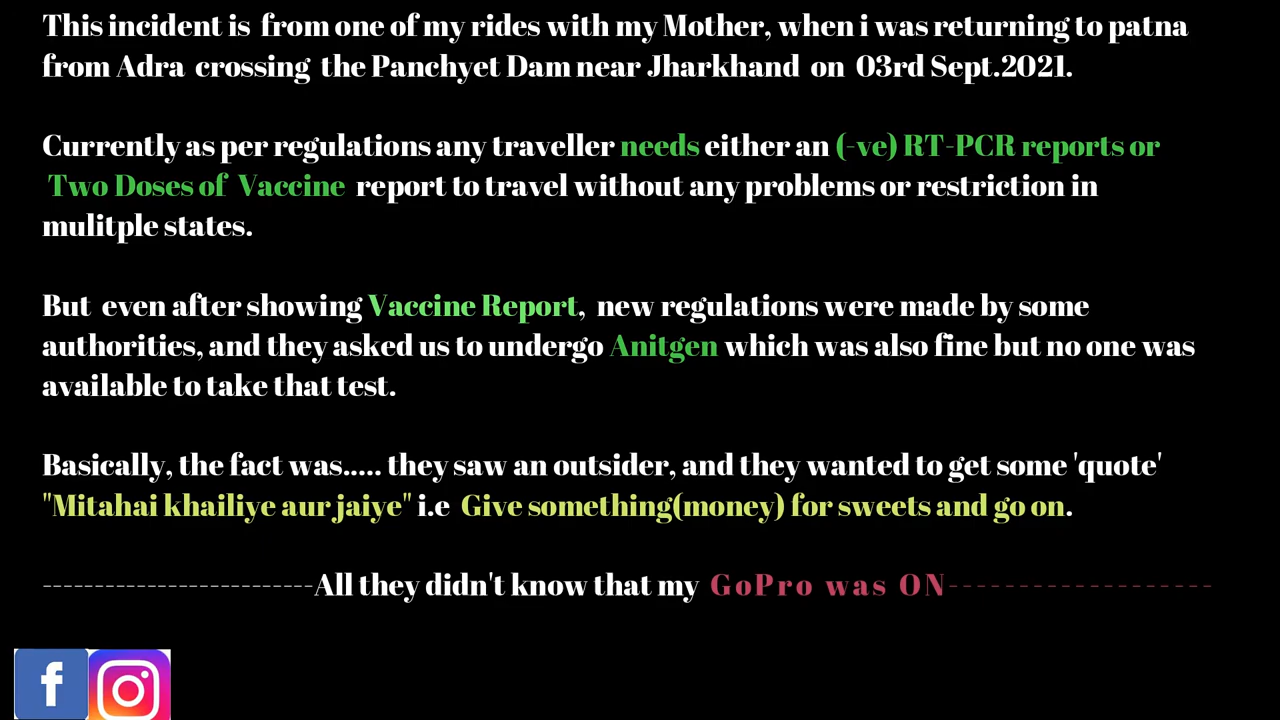 This incident is from one of my rides with my Mother, when i was returning to patna
from Adra crossing the Panchyet Dam near Jharkhand on 03rd Sept.2021.
Currently as per regulations any traveller needs either an (-ve) RT-PCR reports or
Two Doses of Vaccine report to travel without any problems or restriction in
mulitple states.
But even after showing Vaccine Report, new regulations were made by some
authorities, and they asked us to undergo Anitgen which was also fine but no one was
available to take that test.
Basically, the fact was..... they saw an outsider, and they wanted to get some 'quote'
"Mitahai khailiye aur jaiye" i.e Give something(money) for sweets and go on.
--------------------------All they didn't know that my GoPro was ON-------------------
f